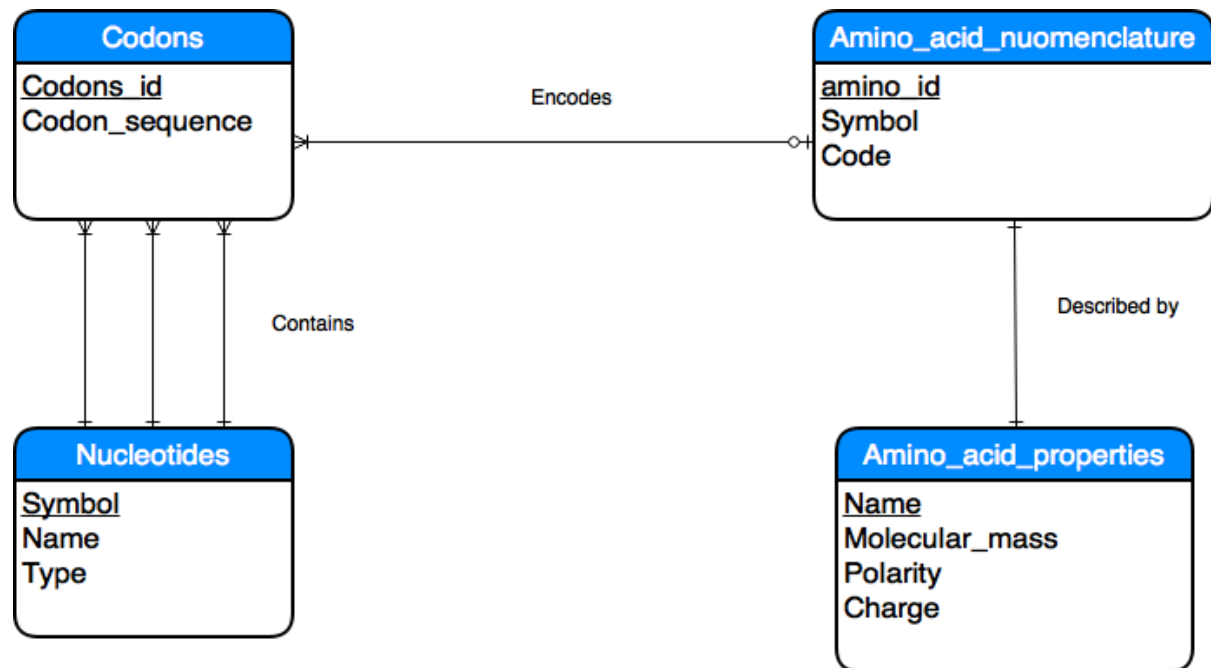 Codons
Codons_id
Codon_sequence
Encodes
Amino_acid_nuomenclature
amino_id
Symbol
Code
Contains
Described by
Nucleotides
Symbol
Name
Type
Amino_acid_properties
Name
Molecular_mass
Polarity
Charge